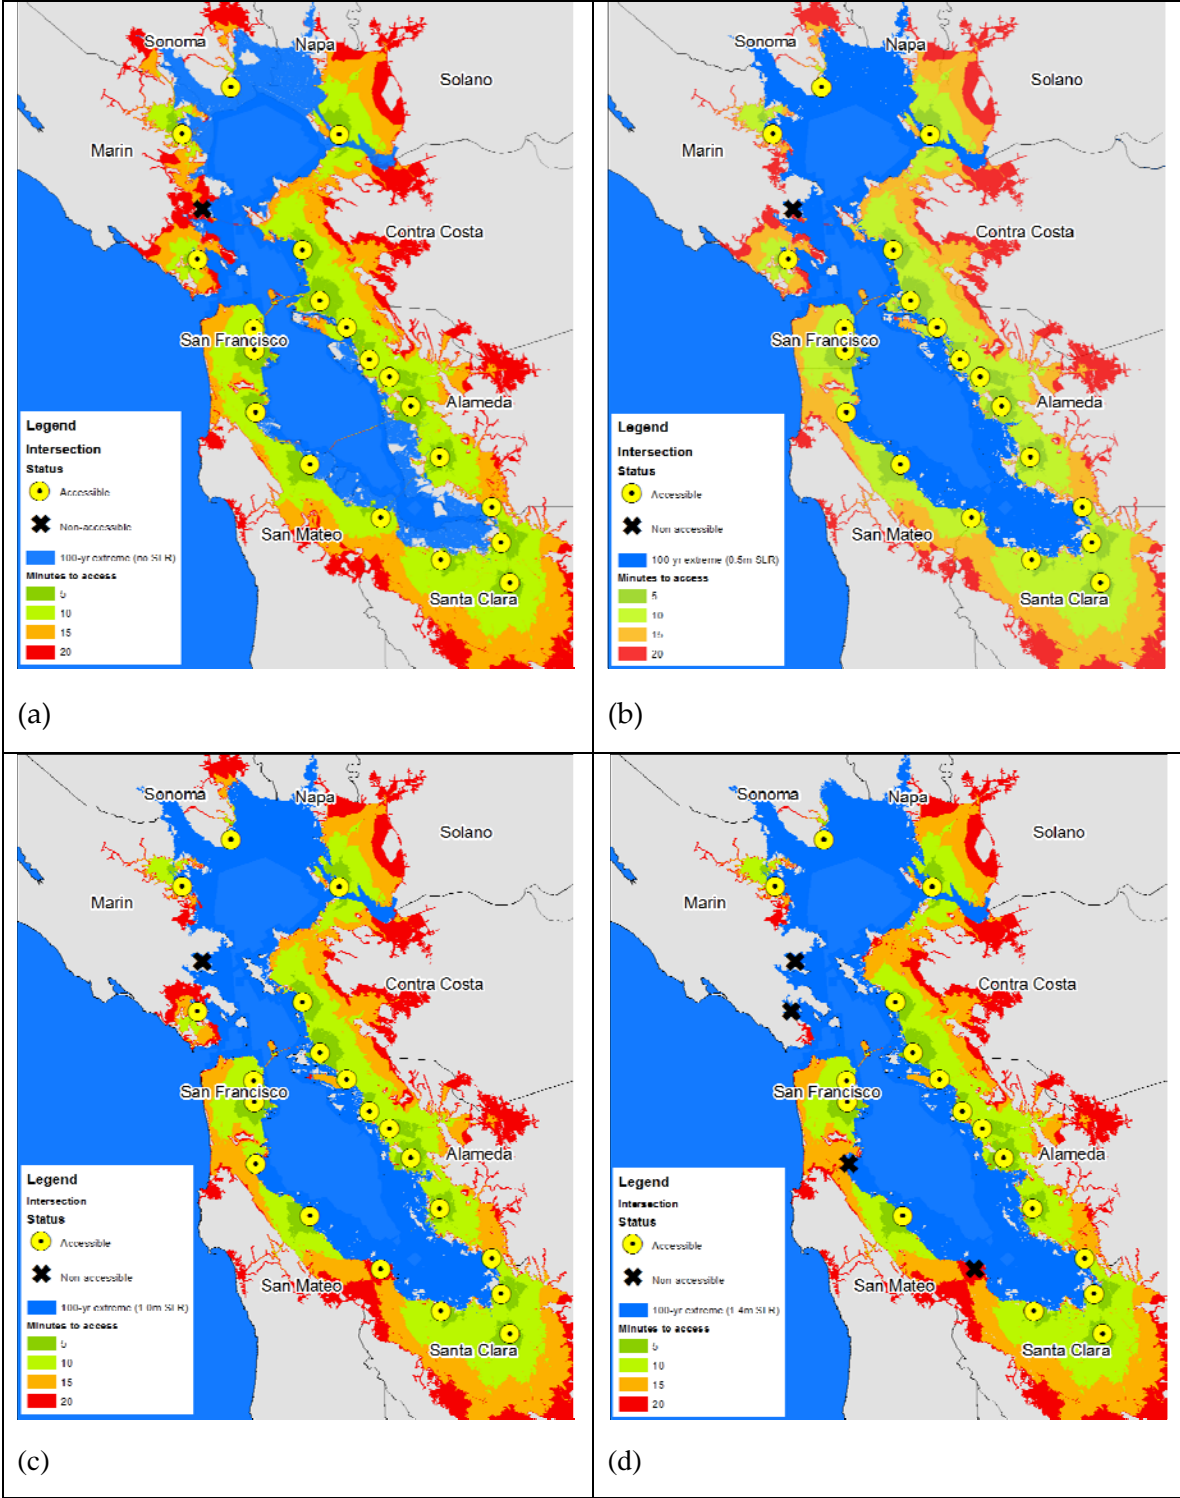 Sonoma
Napa
Solano
Marin
Contra Costa
San Francisco
Alameda
San Mateo
Santa Clara
Legend
Intersection
Status
Accessible
Non-accessible
100-yr extreme (no SLR)
Minutes to access
5
10
15
20
(a)
Sonoma
Napa
Solano
Marin
Contra Costa
San Francisco
Alameda
San Mateo
Santa Clara
Legend
Intersection
Status
Accessible
Non accessible
100 yr extreme (0.5m SLR)
Minutes to access
5
10
15
20
(b)
Sonoma
Napa
Solano
Marin
Contra Costa
San Francisco
Alameda
San Mateo
Santa Clara
Legend
Intersection
Status
Accessible
Non accessible
100-yr extreme (1.0m SLR)
Minutes to access
5
10
15
20
(c)
Sonoma
Napa
Solano
Marin
Contra Costa
San Francisco
Alameda
San Mateo
Santa Clara
Legend
Intersection
Status
Accessible
Non accessible
100-yr extreme (1.4m SLR)
Minutes to access
5
10
15
20
(d)